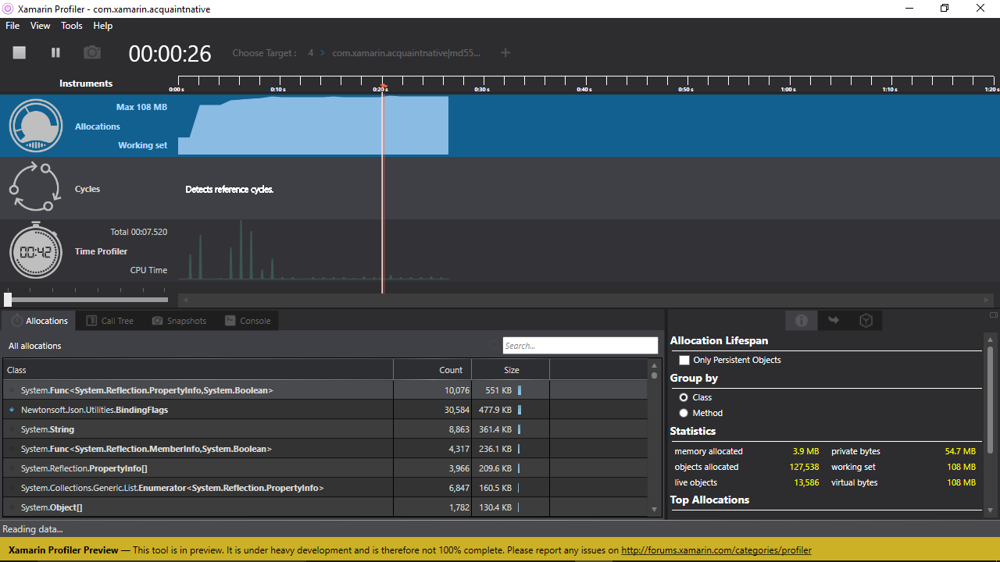 Xamarin Profiler - com.xamarin.acquaintnative
File View Tools Help
00:00:26 Choose Target : 4 com.xamarin.acquaintnative|md55... +
Instruments 0:00 s 0:10 s 0:20 s 0:30 s 0:40 s 0:50 s 1:00 s 1:10 s 1:20 s
Max 108 MB
Allocations
Working set
Cycles Detects reference cycles.
Total 00:07.520
00:42 Time Profiler
CPU Time
Allocations Call Tree Snapshots Console
All allocations Search...
Class Count Size
System.Func<System.Reflection.PropertyInfo,System.Boolean> 10,076 551 KB
Newtonsoft.Json.Utilities.BindingFlags 30,584 477.9 KB
System.String 8,863 361.4 KB
System.Func<System.Reflection.MemberInfo,System.Boolean> 4,317 236.1 KB
System.Reflection.PropertyInfo[] 3,966 209.6 KB
System.Collections.Generic.List.Enumerator<System.Reflection.PropertyInfo> 6,847 160.5 KB
System.Object[] 1,782 130.4 KB
Allocation Lifespan
Only Persistent Objects
Group by
Class
Method
Statistics
memory allocated 3.9 MB private bytes 54.7 MB
objects allocated 127,538 working set 108 MB
live objects 13,586 virtual bytes 108 MB
Top Allocations
Reading data...
Xamarin Profiler Preview — This tool is in preview. It is under heavy development and is therefore not 100% complete. Please report any issues on http://forums.xamarin.com/categories/profiler